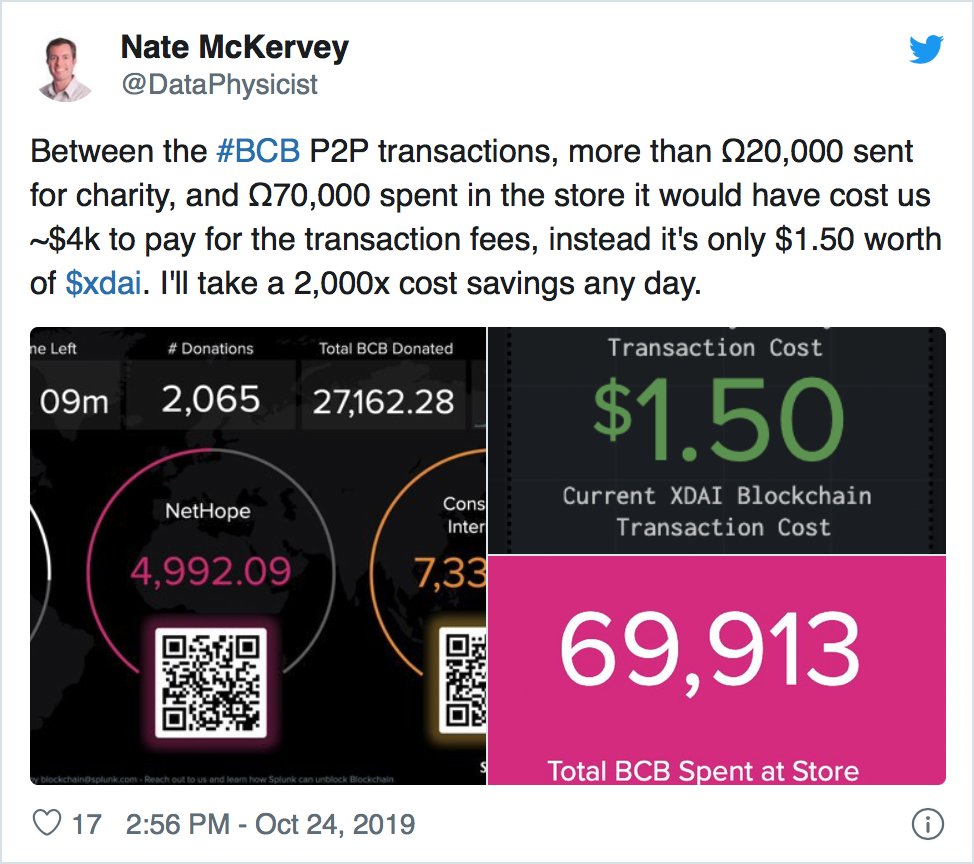 Nate McKervey
@DataPhysicist
Between the #BCB P2P transactions, more than Ω20,000 sent
for charity, and Ω70,000 spent in the store it would have cost us
~$4k to pay for the transaction fees, instead it's only $1.50 worth
of $xdai. I'll take a 2,000x cost savings any day.
me Left
09m
# Donations
2,065
Total BCB Donated
27,162.28
NetHope
4,992.09
Cons
Inter
7,33
by blockchain@splunk.com - Reach out to us and learn how Splunk can unblock Blockchain
S
Transaction Cost
$1.50
Current XDAI Blockchain
Transaction Cost
69,913
Total BCB Spent at Store
17 2:56 PM - Oct 24, 2019